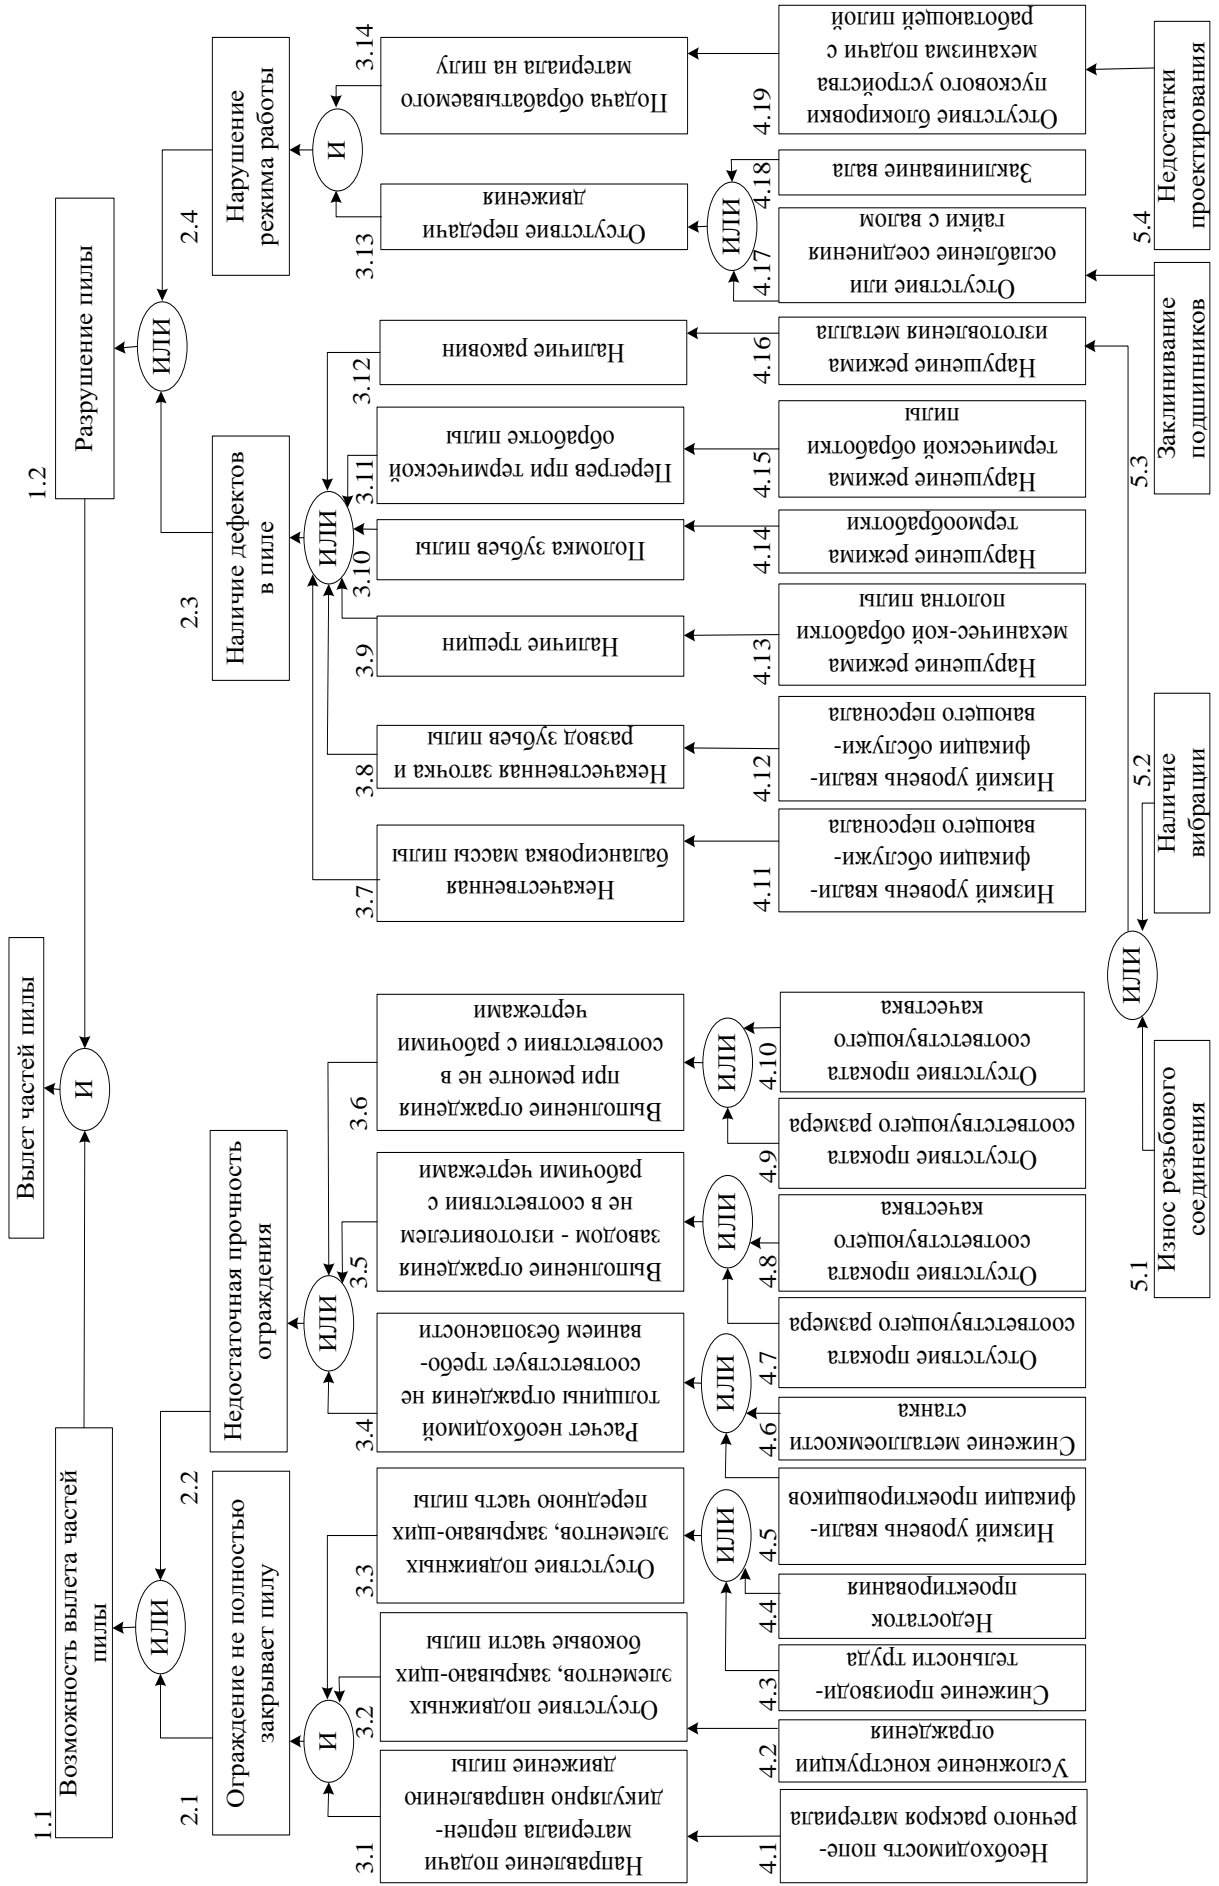 Вылет частей пилы
И
1.1
Возможность вылета частей
пилы
1.2
Разрушение пилы
ИЛИ
ИЛИ
2.1
Ограждение не полностью
закрывает пилу
2.2
Недостаточная прочность
ограждения
2.3
Наличие дефектов
в пиле
2.4
Нарушение
режима работы
И
ИЛИ
ИЛИ
И
3.1
Направление подачи
материала перпен-
дикулярно направлению
движение пилы
3.2
Отсутствие подвижных
элементов, закрываю-щих
боковые части пилы
3.3
Отсутствие подвижных
элементов, закрываю-щих
переднюю часть пилы
3.4
Расчет необходимой
толщины ограждения не
соответствует требо-
ванием безопасности
3.5
Выполнение ограждения
заводом - изготовителем
не в соответствии с
рабочими чертежами
3.6
Выполнение ограждения
при ремонте не в
соответствии с рабочими
чертежами
3.7
Некачественная
балансировка массы пилы
3.8
Некачественная заточка и
развод зубьев пилы
3.9
Наличие трещин
3.10
Поломка зубьев пилы
3.11
Перегрев при термической
обработке пилы
3.12
Наличие раковин
3.13
Отсутствие передачи
движения
3.14
Подача обрабатываемого
материала на пилу
ИЛИ
ИЛИ
ИЛИ
ИЛИ
ИЛИ
4.1
Необходимость попе-
речного раскроя материала
4.2
Усложнение конструкции
ограждения
4.3
Снижение производи-
тельности труда
4.4
Недостаток
проектирования
4.5
Низкий уровень квали-
фикации проектировщиков
4.6
Снижение металлоемкости
станка
4.7
Отсутствие проката
соответствующего размера
4.8
Отсутствие проката
соответствующего
качествка
4.9
Отсутствие проката
соответствующего размера
4.10
Отсутствие проката
соответствующего
качествка
4.11
Низкий уровень квали-
фикации обслужи-
вающего персонала
4.12
Низкий уровень квали-
фикации обслужи-
вающего персонала
4.13
Нарушение режима
механичес-кой обработки
полотна пилы
4.14
Нарушение режима
термообработки
4.15
Нарушение режима
термической обработки
пилы
4.16
Нарушение режима
изготовления металла
4.17
Отсутствие или
ослабление соединения
гайки с валом
4.18
Заклинивание вала
4.19
Отсутствие блокировки
пускового устройства
механизма подачи с
работающей пилой
ИЛИ
5.1
Износ резьбового
соединения
5.2
Наличие
вибрации
5.3
Заклинивание
подшипников
5.4
Недостатки
проектирования